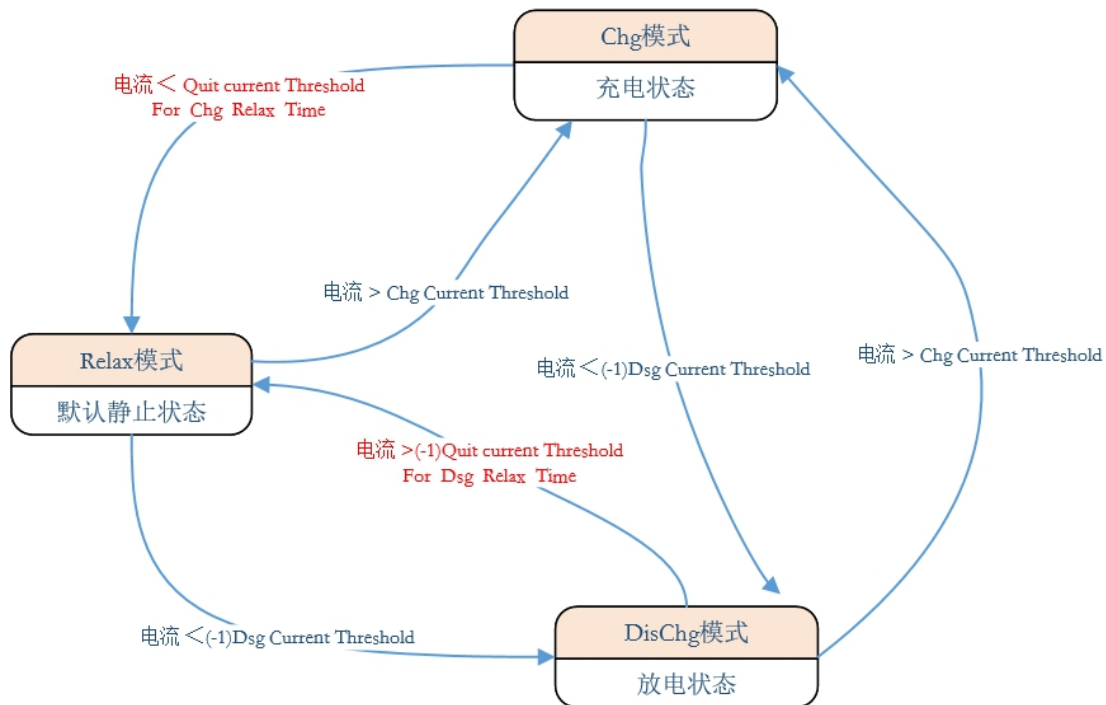 Chg模式
充电状态
电流＜ Quit current Threshold
For Chg Relax Time
电流 > Chg Current Threshold
Relax模式
默认静止状态
电流＜(-1)Dsg Current Threshold
电流 > Chg Current Threshold
电流 >(-1)Quit current Threshold
For Dsg Relax Time
电流＜(-1)Dsg Current Threshold
DisChg模式
放电状态